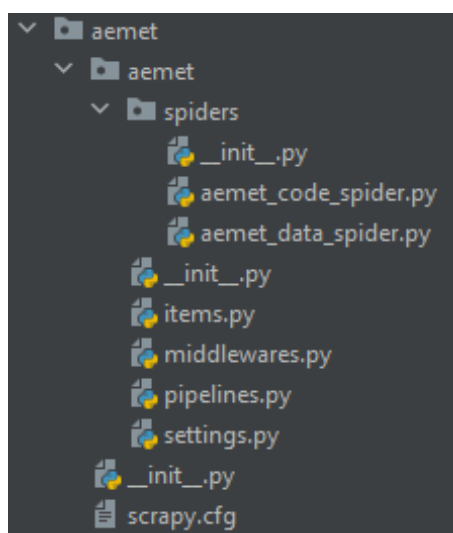 aemet
aemet
spiders
__init__.py
aemet_code_spider.py
aemet_data_spider.py
__init__.py
items.py
middlewares.py
pipelines.py
settings.py
__init__.py
scrapy.cfg